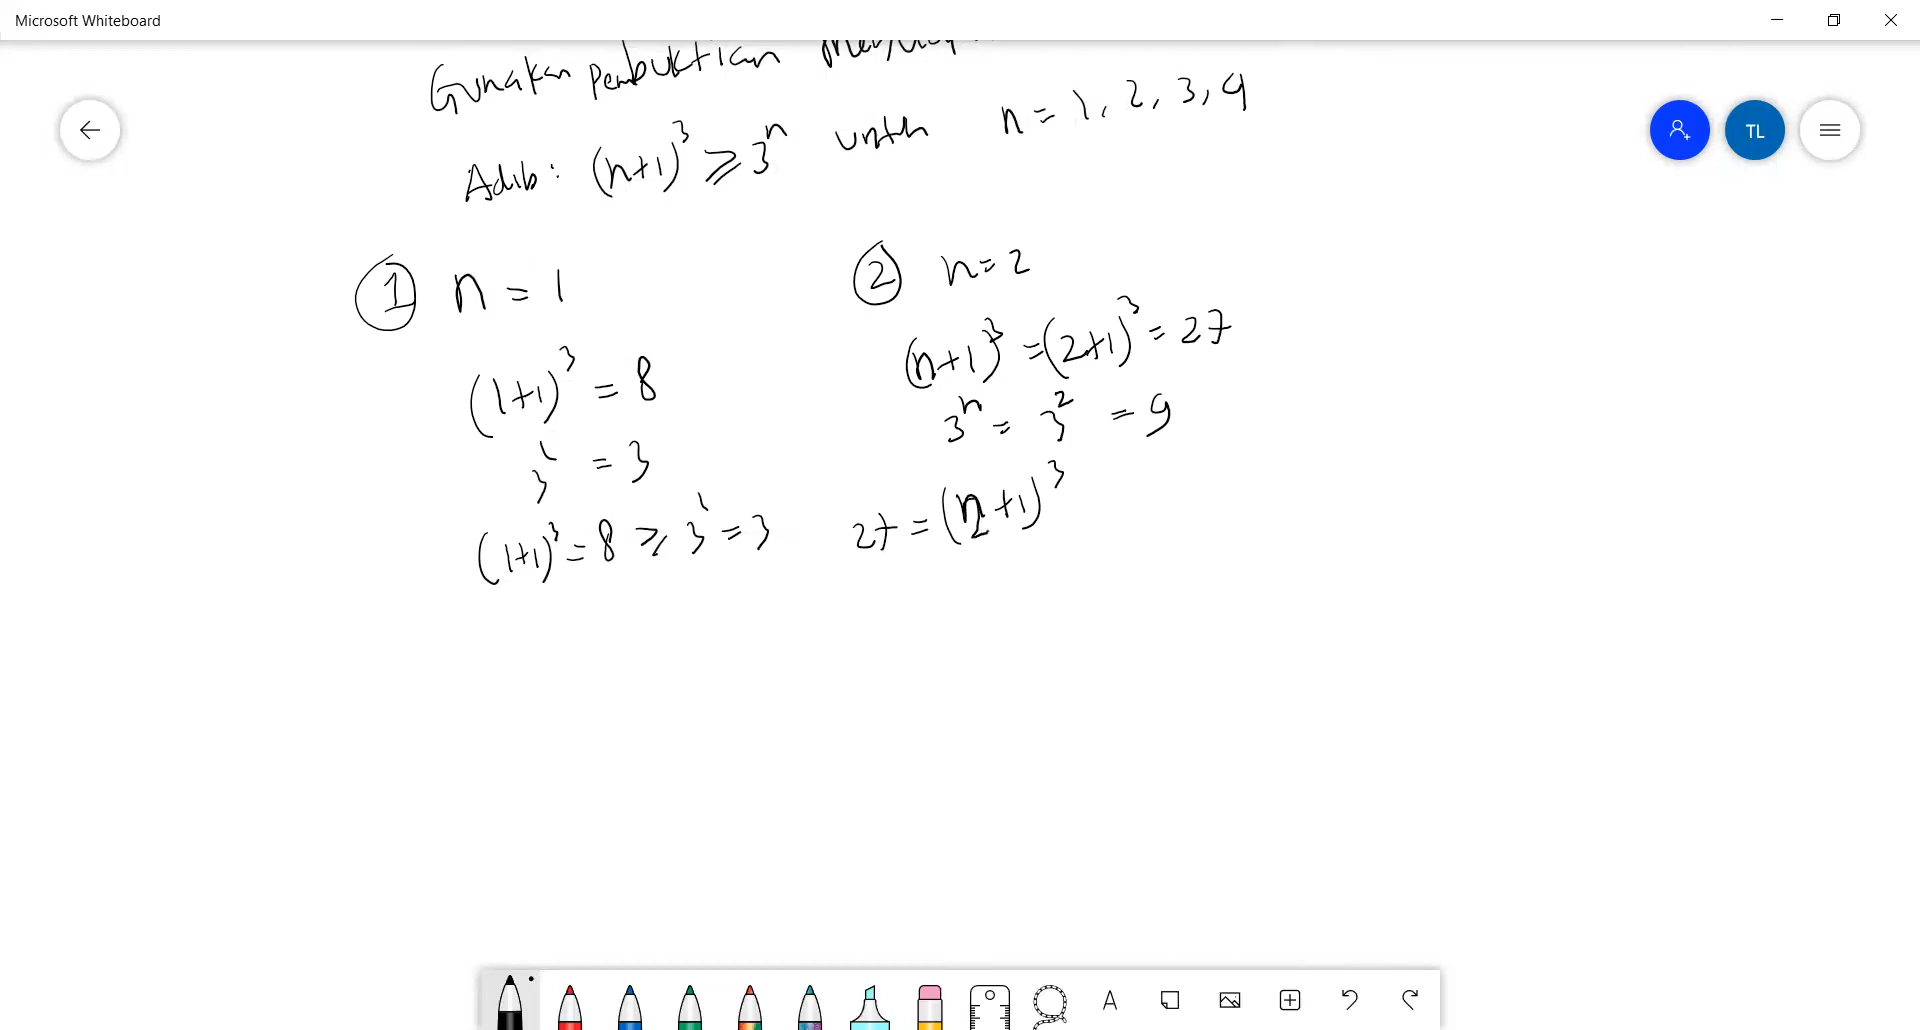 Microsoft Whiteboard
Gunakan Pembuktian
Adib: (n+1)³ ≥ 3ⁿ untuk n = 1, 2, 3, 4
TL
① n = 1
(1+1)³ = 8
3¹ = 3
(1+1)³ = 8 ≥ 3¹ = 3
② n = 2
(n+1)³ = (2+1)³ = 27
3ⁿ = 3² = 9
27 = (n+1)³
A